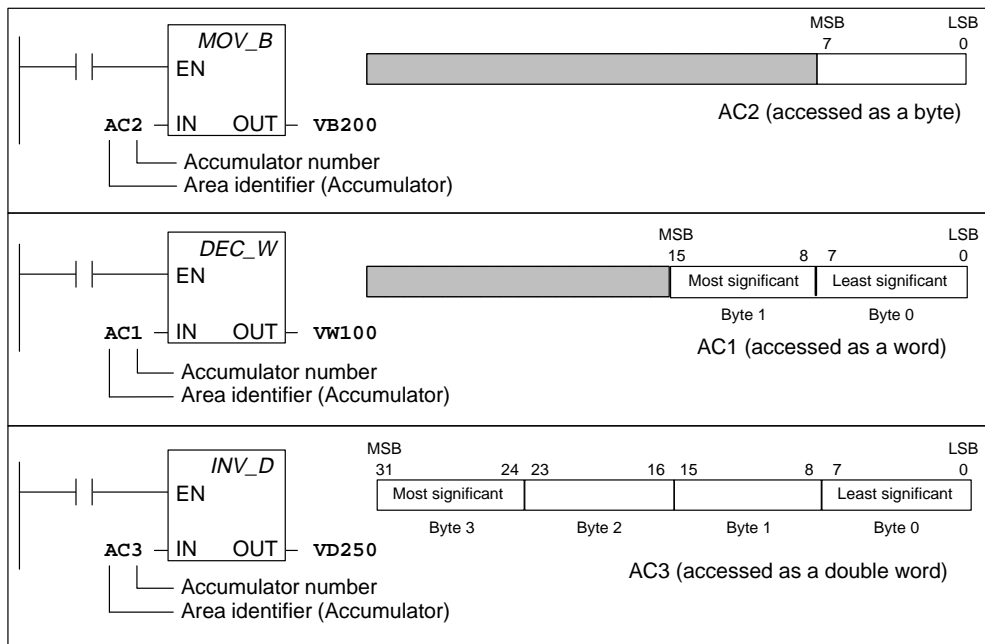 MOV_B
EN
AC2 IN OUT VB200
Accumulator number
Area identifier (Accumulator)
MSB LSB
7 0
AC2 (accessed as a byte)
DEC_W
EN
AC1 IN OUT VW100
Accumulator number
Area identifier (Accumulator)
MSB LSB
15 8 7 0
Most significant Least significant
Byte 1 Byte 0
AC1 (accessed as a word)
INV_D
EN
AC3 IN OUT VD250
Accumulator number
Area identifier (Accumulator)
MSB LSB
31 24 23 16 15 8 7 0
Most significant Least significant
Byte 3 Byte 2 Byte 1 Byte 0
AC3 (accessed as a double word)